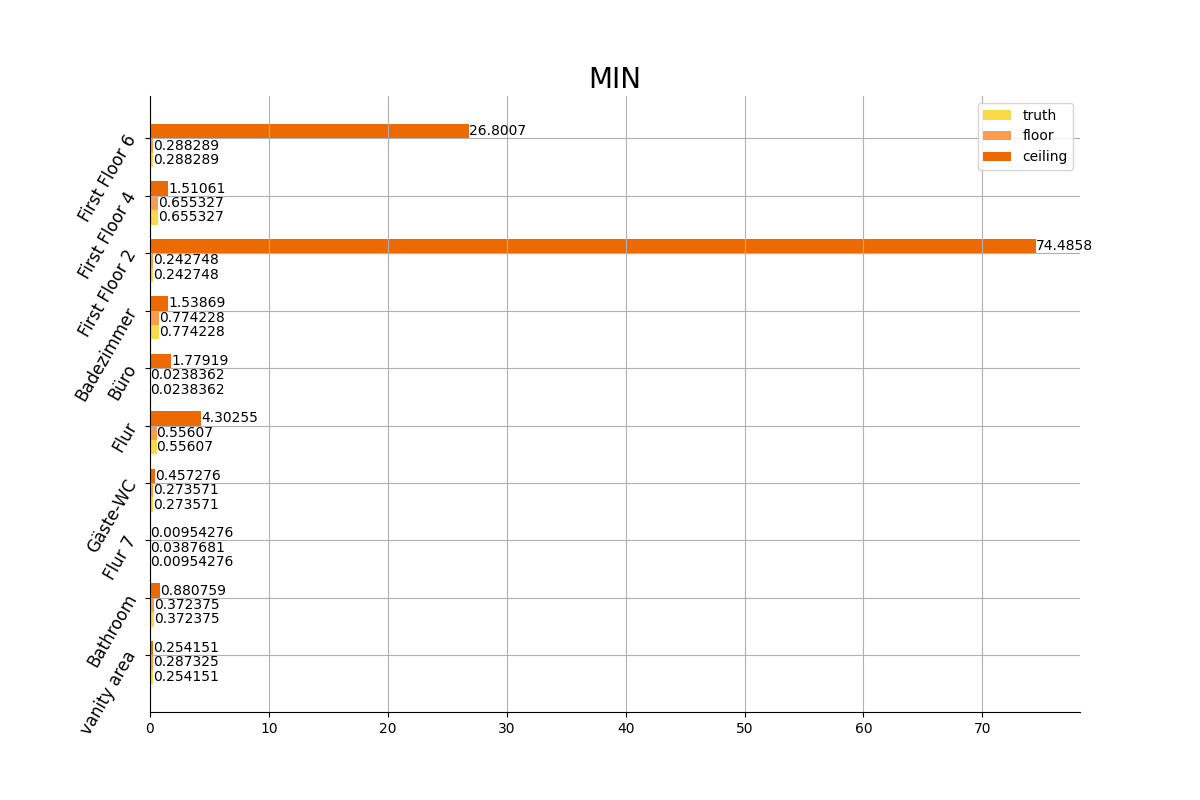 MIN
truth
floor
ceiling
First Floor 6
26.8007
0.288289
0.288289
First Floor 4
1.51061
0.655327
0.655327
First Floor 2
74.4858
0.242748
0.242748
Badezimmer
1.53869
0.774228
0.774228
Büro
1.77919
0.0238362
0.0238362
Flur
4.30255
0.55607
0.55607
Gäste-WC
0.457276
0.273571
0.273571
Flur 7
0.00954276
0.0387681
0.00954276
Bathroom
0.880759
0.372375
0.372375
vanity area
0.254151
0.287325
0.254151
0 10 20 30 40 50 60 70